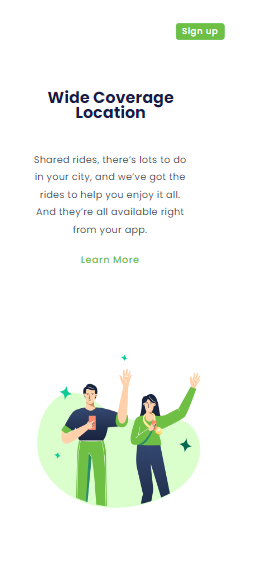 Sign up
Wide Coverage
Location
Shared rides, there's lots to do
in your city, and we've got the
rides to help you enjoy it all.
And they're all available right
from your app.
Learn More